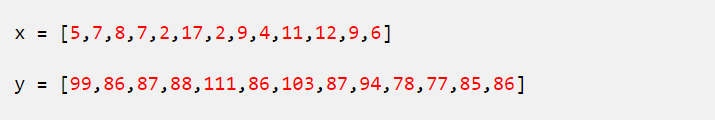 x = [5,7,8,7,2,17,2,9,4,11,12,9,6]
y = [99,86,87,88,111,86,103,87,94,78,77,85,86]